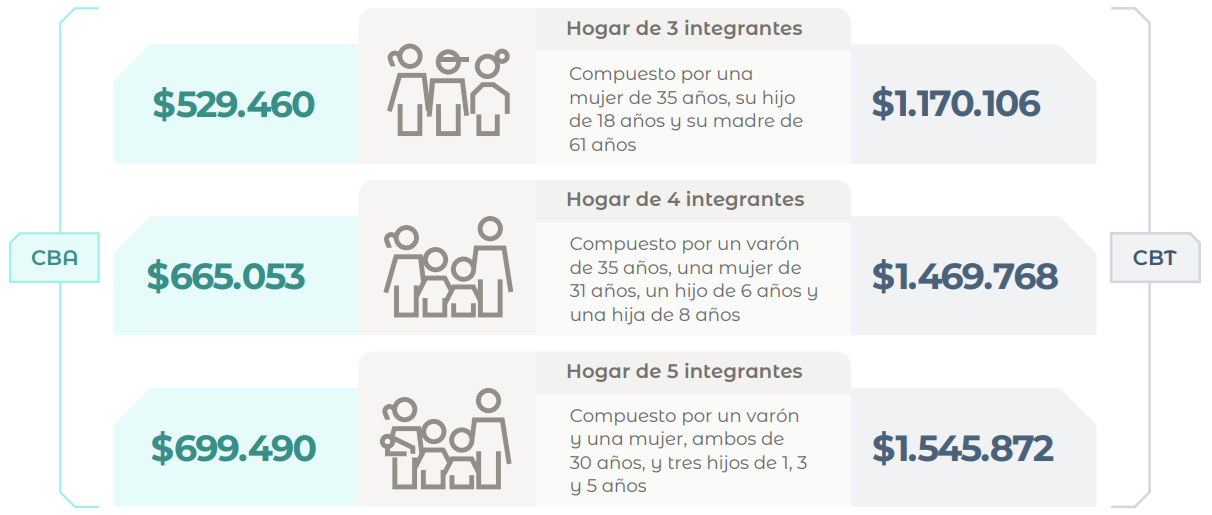 CBA
CBT
Hogar de 3 integrantes
$529.460
Compuesto por una
mujer de 35 años, su hijo
de 18 años y su madre de
61 años
$1.170.106
Hogar de 4 integrantes
$665.053
Compuesto por un varón
de 35 años, una mujer de
31 años, un hijo de 6 años y
una hija de 8 años
$1.469.768
Hogar de 5 integrantes
$699.490
Compuesto por un varón
y una mujer, ambos de
30 años, y tres hijos de 1, 3
y 5 años
$1.545.872